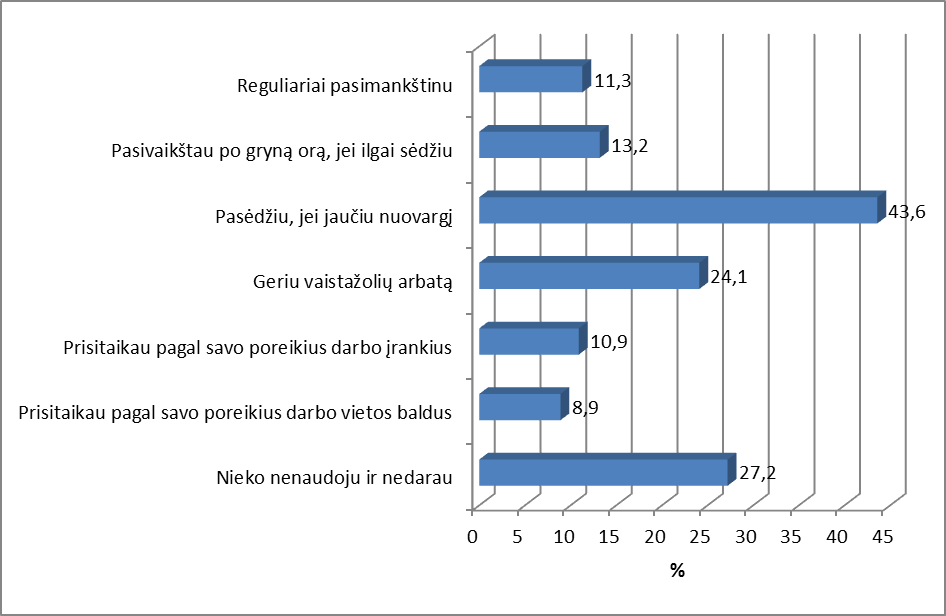 Reguliariai pasimankštinu
11,3
Pasivaikštau po gryną orą, jei ilgai sėdžiu
13,2
Pasėdžiu, jei jaučiu nuovargį
43,6
Geriu vaistažolių arbatą
24,1
Prisitaikau pagal savo poreikius darbo įrankius
10,9
Prisitaikau pagal savo poreikius darbo vietos baldus
8,9
Nieko nenaudoju ir nedarau
27,2
0 5 10 15 20 25 30 35 40 45
%